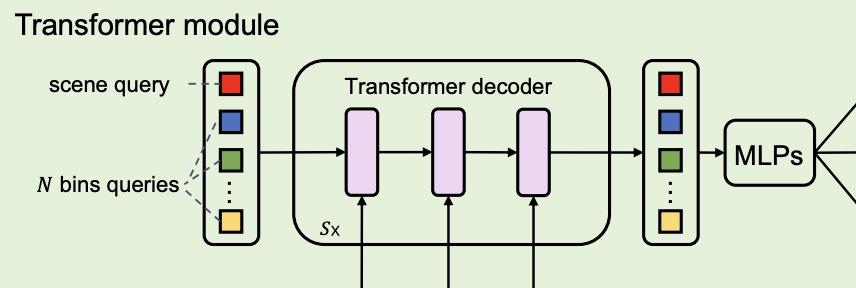 Transformer module
scene query
Transformer decoder
MLPs
N bins queries
Sx